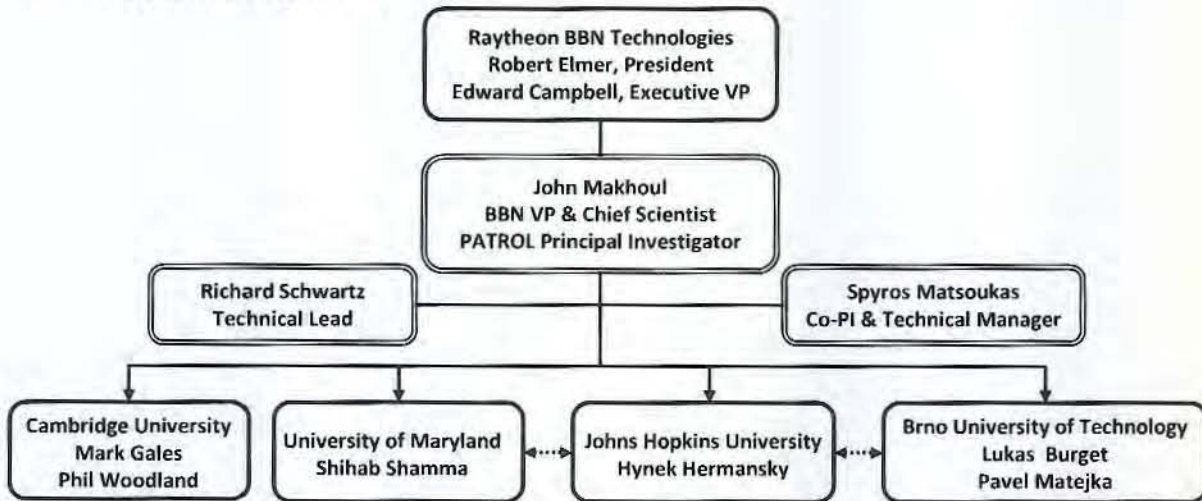 Raytheon BBN Technologies
Robert Elmer, President
Edward Campbell, Executive VP
John Makhoul
BBN VP & Chief Scientist
PATROL Principal Investigator
Richard Schwartz
Technical Lead
Spyros Matsoukas
Co-PI & Technical Manager
Cambridge University
Mark Gales
Phil Woodland
University of Maryland
Shihab Shamma
Johns Hopkins University
Hynek Hermansky
Brno University of Technology
Lukas Burget
Pavel Matejka